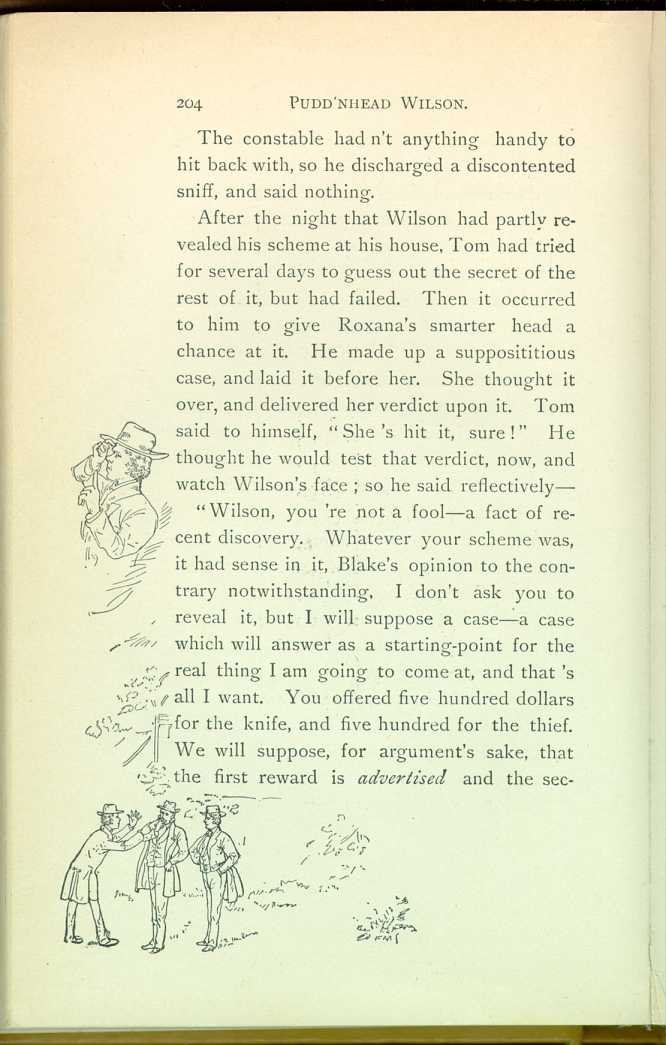 204 PUDD'NHEAD WILSON.
The constable had n't anything handy to
hit back with, so he discharged a discontented
sniff, and said nothing.
After the night that Wilson had partly re-
vealed his scheme at his house, Tom had tried
for several days to guess out the secret of the
rest of it, but had failed. Then it occurred
to him to give Roxana's smarter head a
chance at it. He made up a supposititious
case, and laid it before her. She thought it
over, and delivered her verdict upon it. Tom
said to himself, "She 's hit it, sure!" He
thought he would test that verdict, now, and
watch Wilson's face; so he said reflectively—
"Wilson, you 're not a fool—a fact of re-
cent discovery. Whatever your scheme was,
it had sense in it, Blake's opinion to the con-
trary notwithstanding. I don't ask you to
reveal it, but I will suppose a case—a case
which will answer as a starting-point for the
real thing I am going to come at, and that 's
all I want. You offered five hundred dollars
for the knife, and five hundred for the thief.
We will suppose, for argument's sake, that
the first reward is advertised and the sec-